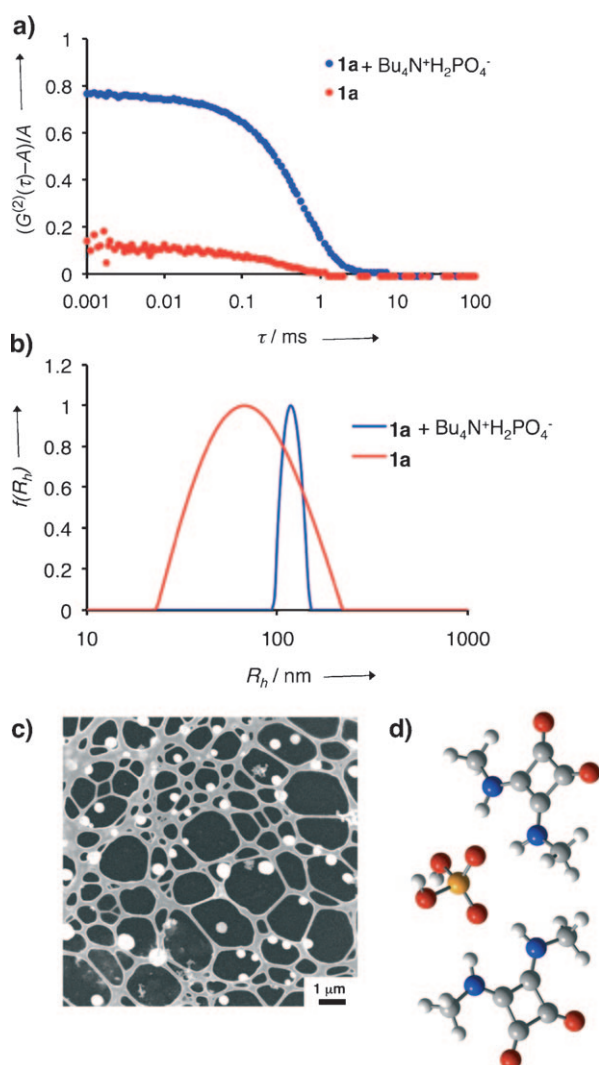 a)
1
0.8
0.6
0.4
0.2
0
(G(2)(τ)–A)/A
1a + Bu4N+H2PO4-
1a
0.001 0.01 0.1 1 10 100
τ / ms
b)
1.2
1
0.8
0.6
0.4
0.2
0
f(Rh)
1a + Bu4N+H2PO4-
1a
10 100 1000
Rh / nm
c)
d)
1 µm